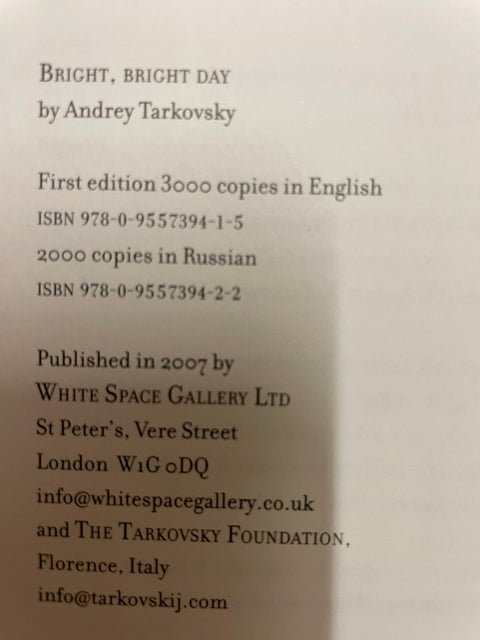 BRIGHT, BRIGHT DAY
by Andrey Tarkovsky
First edition 3000 copies in English
ISBN 978-0-9557394-1-5
2000 copies in Russian
ISBN 978-0-9557394-2-2
Published in 2007 by
WHITE SPACE GALLERY LTD
St Peter's, Vere Street
London W1G 0DQ
info@whitespacegallery.co.uk
and THE TARKOVSKY FOUNDATION,
Florence, Italy
info@tarkovskij.com